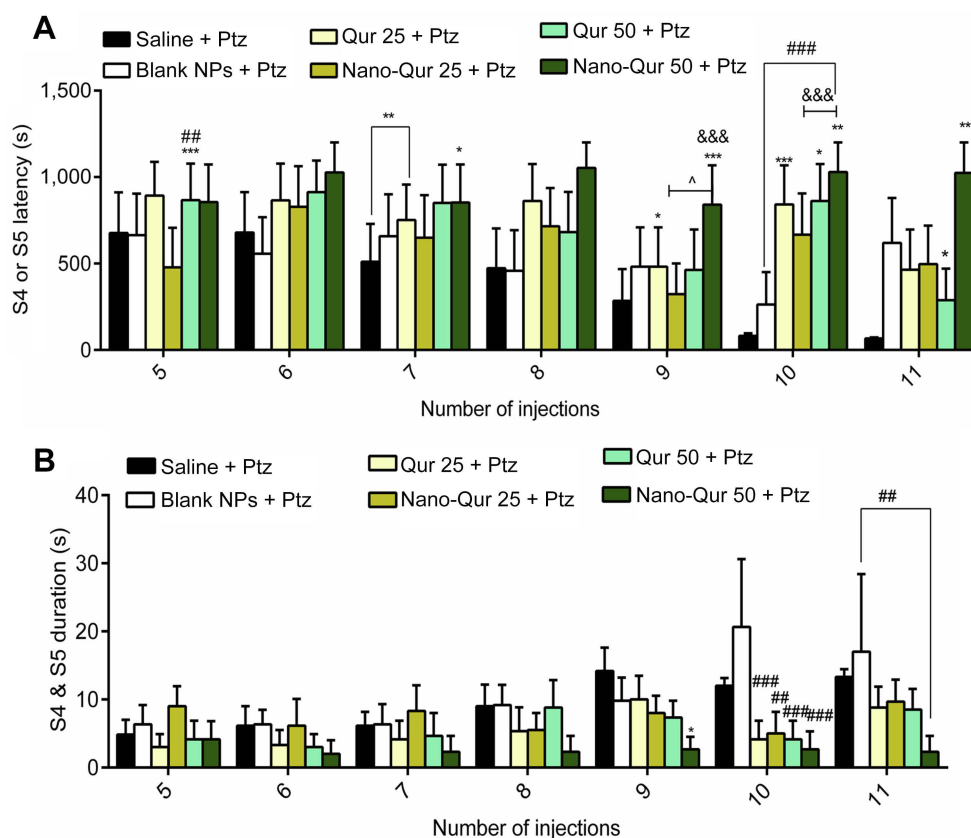 A
Saline + Ptz
Qur 25 + Ptz
Qur 50 + Ptz
Blank NPs + Ptz
Nano-Qur 25 + Ptz
Nano-Qur 50 + Ptz
S4 or S5 latency (s)
1,500
1,000
500
0
##
***
**
*
*
^
&&&
***
###
&&&
***
*
**
*
**
5
6
7
8
9
10
11
Number of injections
B
Saline + Ptz
Qur 25 + Ptz
Qur 50 + Ptz
Blank NPs + Ptz
Nano-Qur 25 + Ptz
Nano-Qur 50 + Ptz
S4 & S5 duration (s)
40
30
20
10
0
*
###
##
###
###
##
5
6
7
8
9
10
11
Number of injections